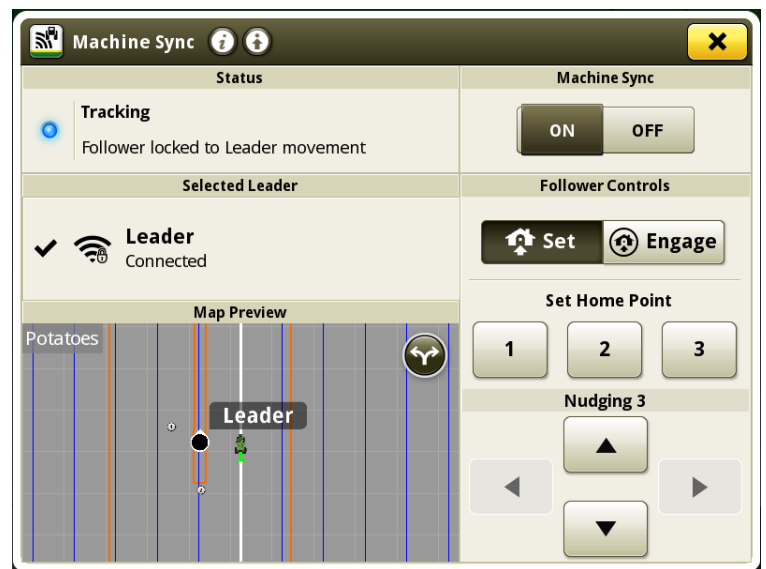 Machine Sync
Status
Tracking
Follower locked to Leader movement
Selected Leader
Leader
Connected
Map Preview
Potatoes
Leader
Machine Sync
ON OFF
Follower Controls
Set Engage
Set Home Point
1 2 3
Nudging 3